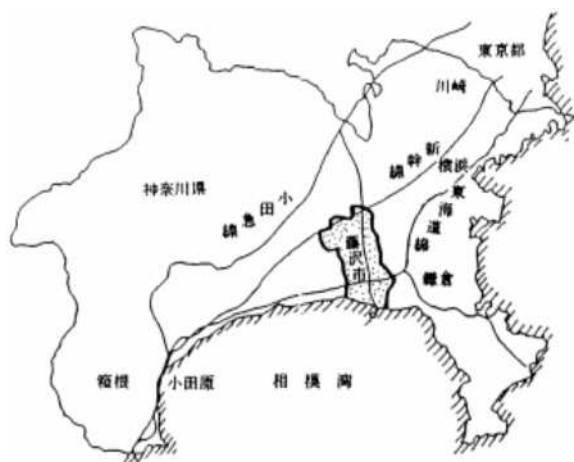 東京都
川崎
新幹線
横浜
神奈川県
小田急線
東海道線
藤沢市
鎌倉
箱根
小田原
相模湾